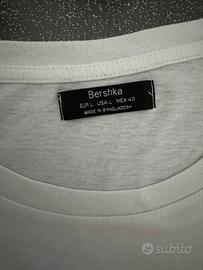 Bershka
EUR L USA L MEX 40
MADE IN BANGLADESH
subito